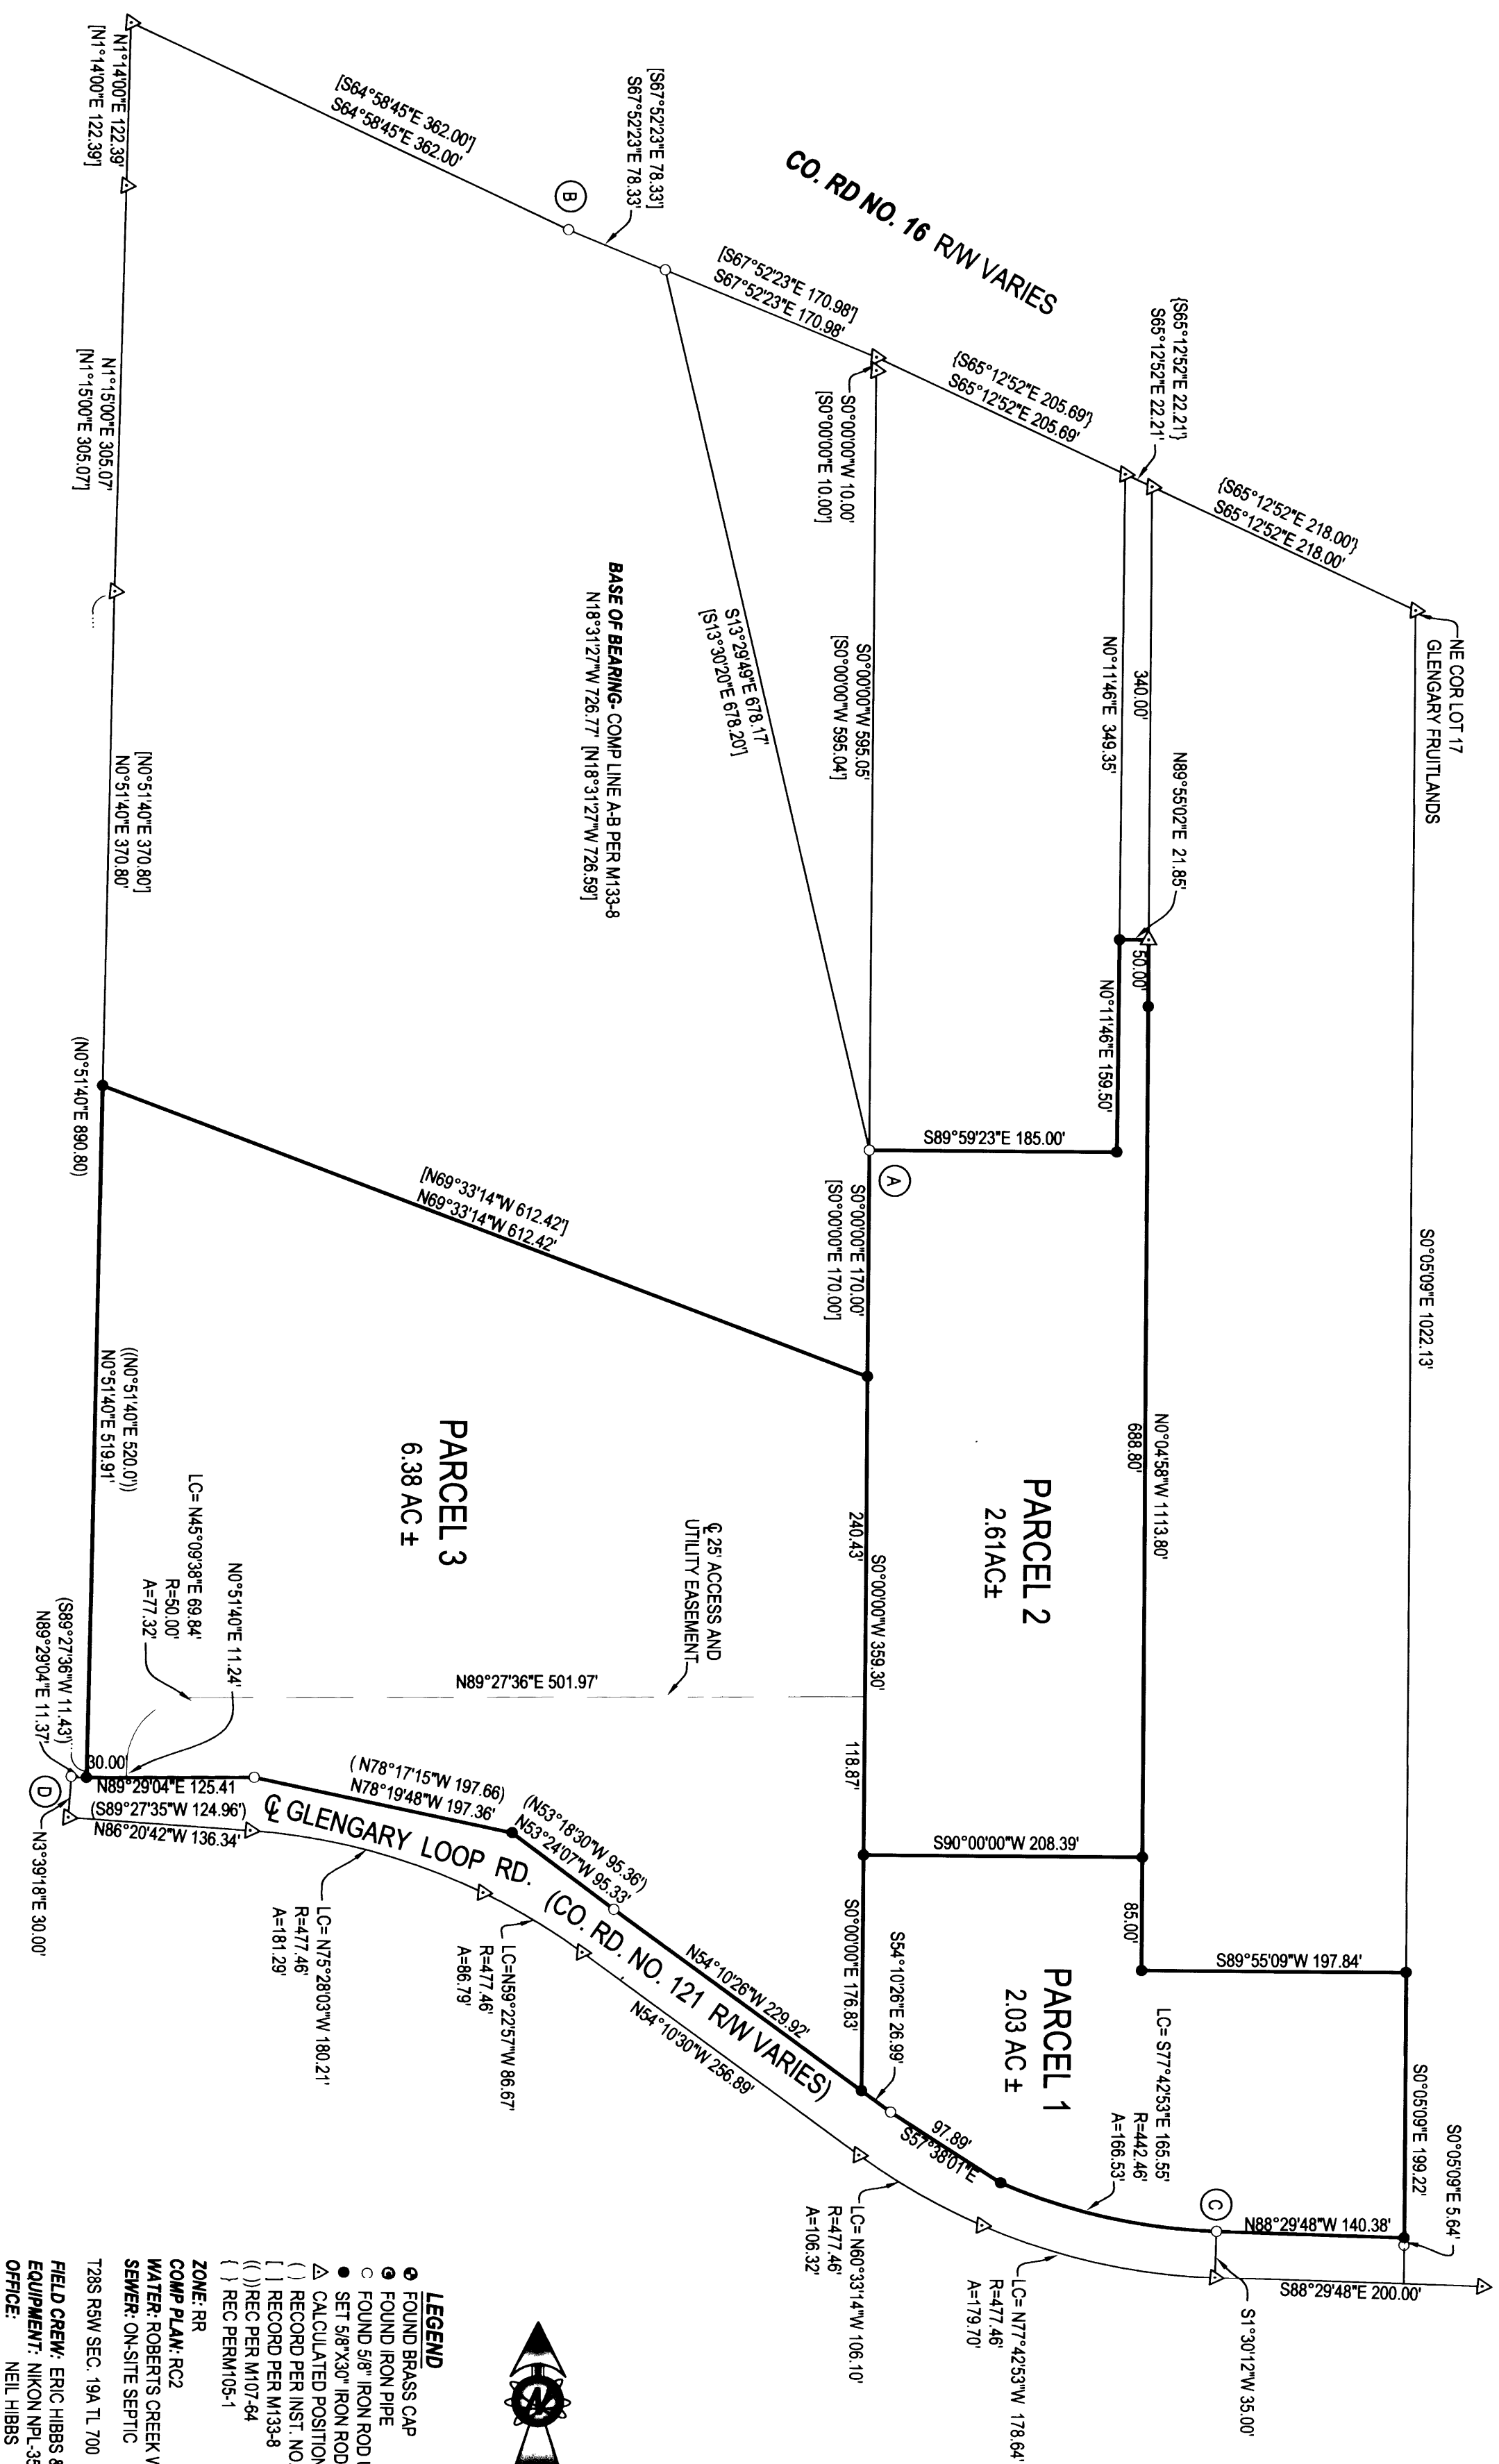 NE COR LOT 17
GLENGARY FRUITLANDS
{S65°12'52"E 218.00'}
S65°12'52"E 218.00'
{S65°12'52"E 22.21'}
S65°12'52"E 22.21'
{S65°12'52"E 205.69'}
S65°12'52"E 205.69'
CO. RD NO. 16 R/W VARIES
[S67°52'23"E 170.98']
S67°52'23"E 170.98'
[S67°52'23"E 78.33']
S67°52'23"E 78.33'
B
[S64°58'45"E 362.00']
S64°58'45"E 362.00'
N1°14'00"E 122.39'
[N1°14'00"E 122.39']
N1°15'00"E 305.07'
[N1°15'00"E 305.07']
[N0°51'40"E 370.80']
N0°51'40"E 370.80'
(N0°51'40"E 890.80)
S0°00'00"W 10.00'
[S0°00'00"E 10.00']
S0°00'00"W 595.05'
[S0°00'00"W 595.04']
N0°11'46"E 349.35'
340.00'
N89°55'02"E 21.85'
50.00'
N0°11'46"E 159.50'
S13°29'49"E 678.17'
[S13°30'20"E 678.20']
BASE OF BEARING- COMP LINE A-B PER M133-8
N18°31'27"W 726.77' [N18°31'27"W 726.59']
S89°59'23"E 185.00'
A
S0°00'00"E 170.00'
[S0°00'00"E 170.00']
S0°05'09"E 1022.13'
[N69°33'14"W 612.42']
N69°33'14"W 612.42'
N0°04'58"W 1113.80'
688.80'
PARCEL 2
2.61AC±
S0°00'00"W 359.30'
240.43'
118.87'
PARCEL 3
6.38 AC ±
℄ 25' ACCESS AND
UTILITY EASEMENT
N89°27'36"E 501.97'
((N0°51'40"E 520.0'))
N0°51'40"E 519.91'
LC= N45°09'38"E 69.84'
R=50.00'
A=77.32'
N0°51'40"E 11.24'
(S89°27'36"W 11.43')
N89°29'04"E 11.37'
30.00'
D
N3°39'18"E 30.00'
N89°29'04"E 125.41
(S89°27'35"W 124.96')
N86°20'42"W 136.34'
( N78°17'15"W 197.66)
N78°19'48"W 197.36'
(N53°18'30"W 95.36')
N53°24'07"W 95.33'
℄ GLENGARY LOOP RD. (CO. RD. NO. 121 R/W VARIES)
LC= N75°28'03"W 180.21'
R=477.46'
A=181.29'
LC=N59°22'57"W 86.67'
R=477.46'
A=86.79'
N54°10'26"W 229.92'
N54°10'30"W 256.89'
S90°00'00"W 208.39'
85.00'
S89°55'09"W 197.84'
S0°00'00"E 176.83'
S54°10'26"E 26.99'
PARCEL 1
2.03 AC ±
97.89'
S57°38'01"E
LC= S77°42'53"E 165.55'
R=442.46'
A=166.53'
C
N88°29'48"W 140.38'
S0°05'09"E 199.22'
S0°05'09"E 5.64'
S88°29'48"E 200.00'
S1°30'12"W 35.00'
LC= N60°33'14"W 106.10'
R=477.46'
A=106.32'
LC= N77°42'53"W 178.64'
R=477.46'
A=179.70'
N
LEGEND
FOUND BRASS CAP
FOUND IRON PIPE
FOUND 5/8" IRON ROD
SET 5/8"X30" IRON ROD
CALCULATED POSITION
( ) RECORD PER INST. NO.
[ ] RECORD PER M133-8
(( ))REC PER M107-64
{ } REC PERM105-1
ZONE: RR
COMP PLAN: RC2
WATER: ROBERTS CREEK
SEWER: ON-SITE SEPTIC
T28S R5W SEC. 19A TL 700
FIELD CREW: ERIC HIBBS &
EQUIPMENT: NIKON NPL-35
OFFICE: NEIL HIBBS